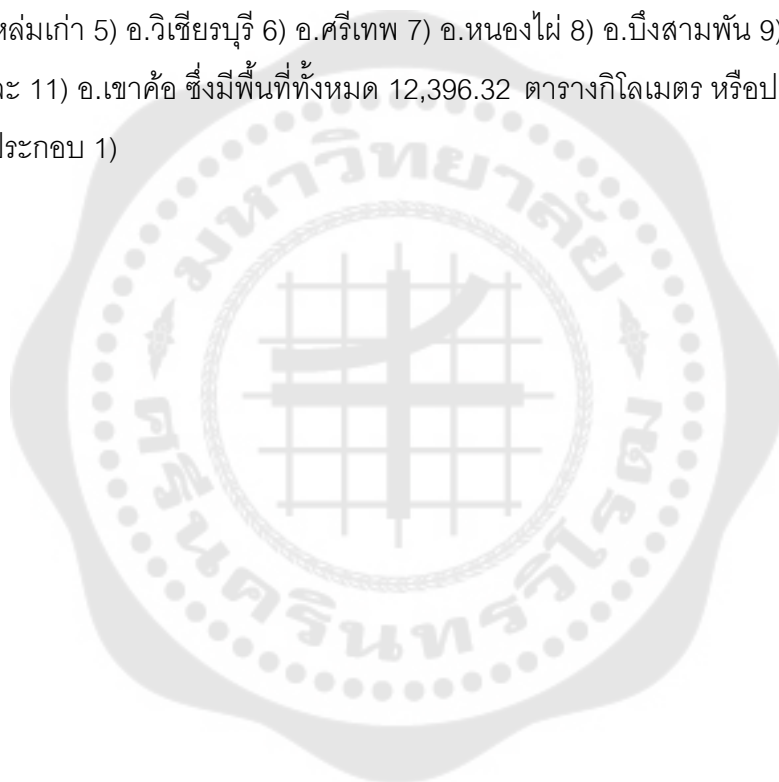 หล่มเก่า 5) อ.วิเชียรบุรี 6) อ.ศรีเทพ 7) อ.หนองไผ่ 8) อ.บึงสามพัน 9)
ละ 11) อ.เขาค้อ ซึ่งมีพื้นที่ทั้งหมด 12,396.32 ตารางกิโลเมตร หรือป
ประกอบ 1)
มหาวิทยาลัย
ศรีนครินทรวิโรฒ